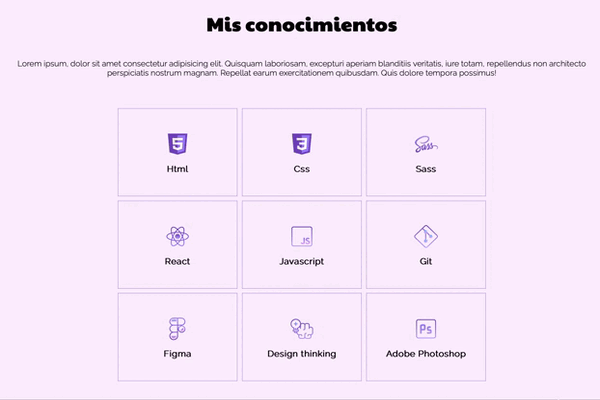 Mis conocimientos
Lorem ipsum, dolor sit amet consectetur adipisicing elit. Quisquam laboriosam, excepturi aperiam blanditiis veritatis, iure totam, repellendus non architecto
perspiciatis nostrum magnam. Repellat earum exercitationem quibusdam. Quis dolore tempora possimus!
5
3
Sass
Html
Css
Sass
JS
React
Javascript
Git
Ps
Figma
Design thinking
Adobe Photoshop